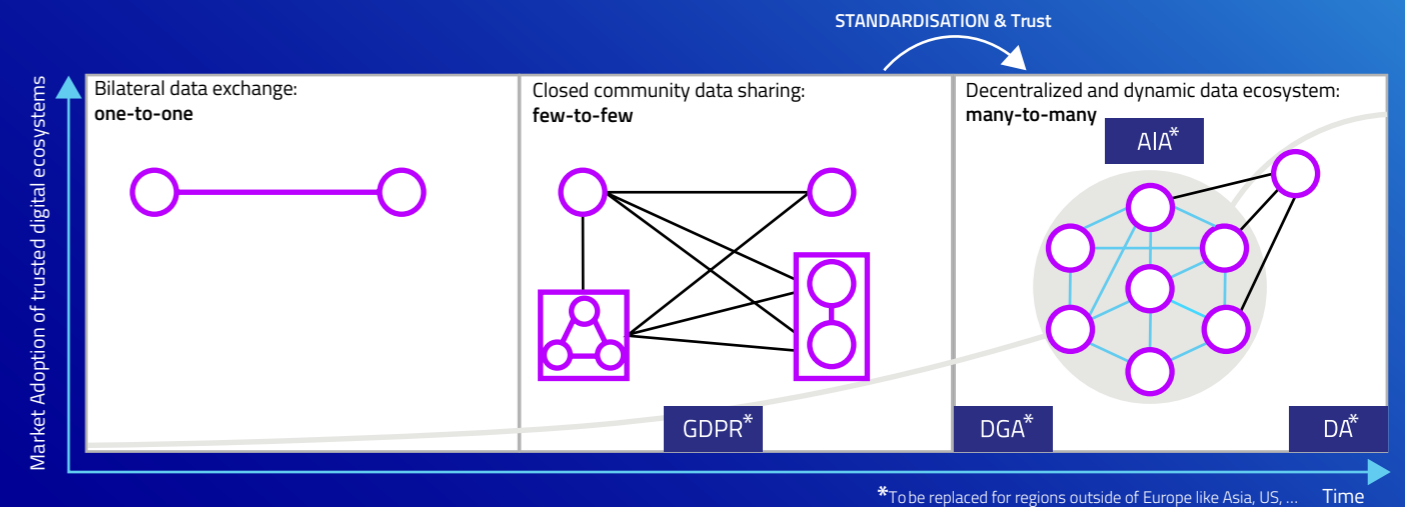 STANDARDISATION & Trust
Market Adoption of trusted digital ecosystems
Bilateral data exchange:
one-to-one
Closed community data sharing:
few-to-few
Decentralized and dynamic data ecosystem:
many-to-many
AIA*
GDPR*
DGA*
DA*
*To be replaced for regions outside of Europe like Asia, US, ...
Time